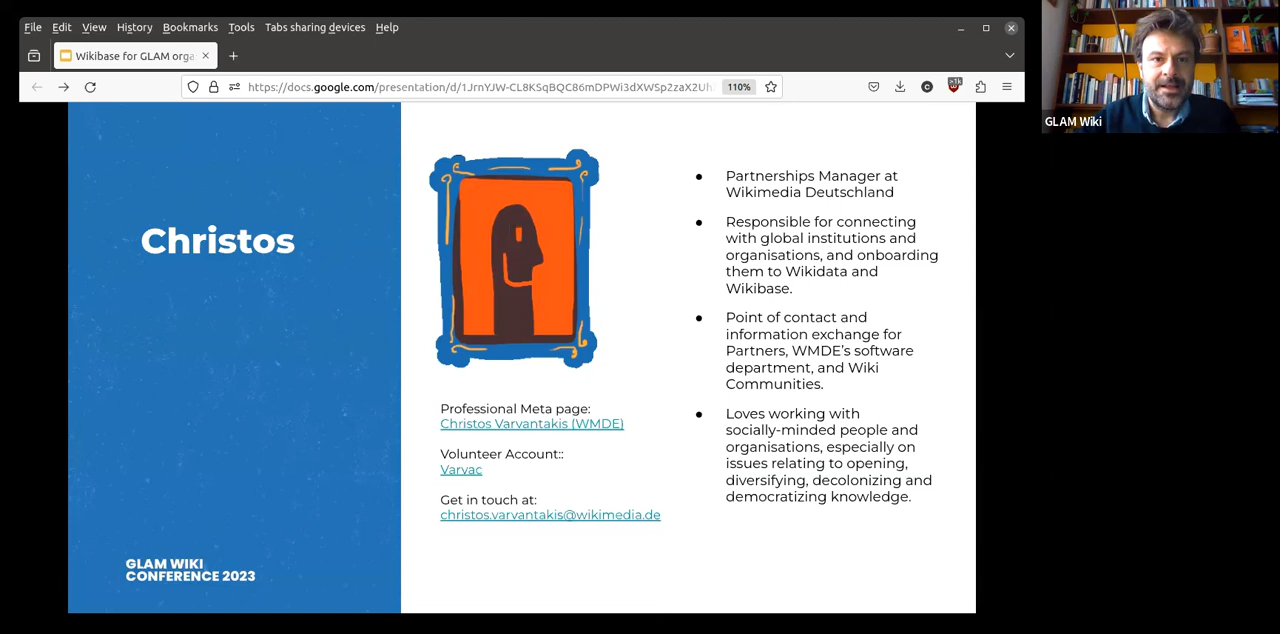 File Edit View History Bookmarks Tools Tabs sharing devices Help
Wikibase for GLAM orga
https://docs.google.com/presentation/d/1JrnYJW-CL8KSqBQC86mDPWi3dXWSp2zaX2Uh
110%
>1k
GLAM Wiki
Christos
Partnerships Manager at
Wikimedia Deutschland
Responsible for connecting
with global institutions and
organisations, and onboarding
them to Wikidata and
Wikibase.
Point of contact and
information exchange for
Partners, WMDE's software
department, and Wiki
Communities.
Loves working with
socially-minded people and
organisations, especially on
issues relating to opening,
diversifying, decolonizing and
democratizing knowledge.
Professional Meta page:
Christos Varvantakis (WMDE)
Volunteer Account::
Varvac
Get in touch at:
christos.varvantakis@wikimedia.de
GLAM WIKI
CONFERENCE 2023